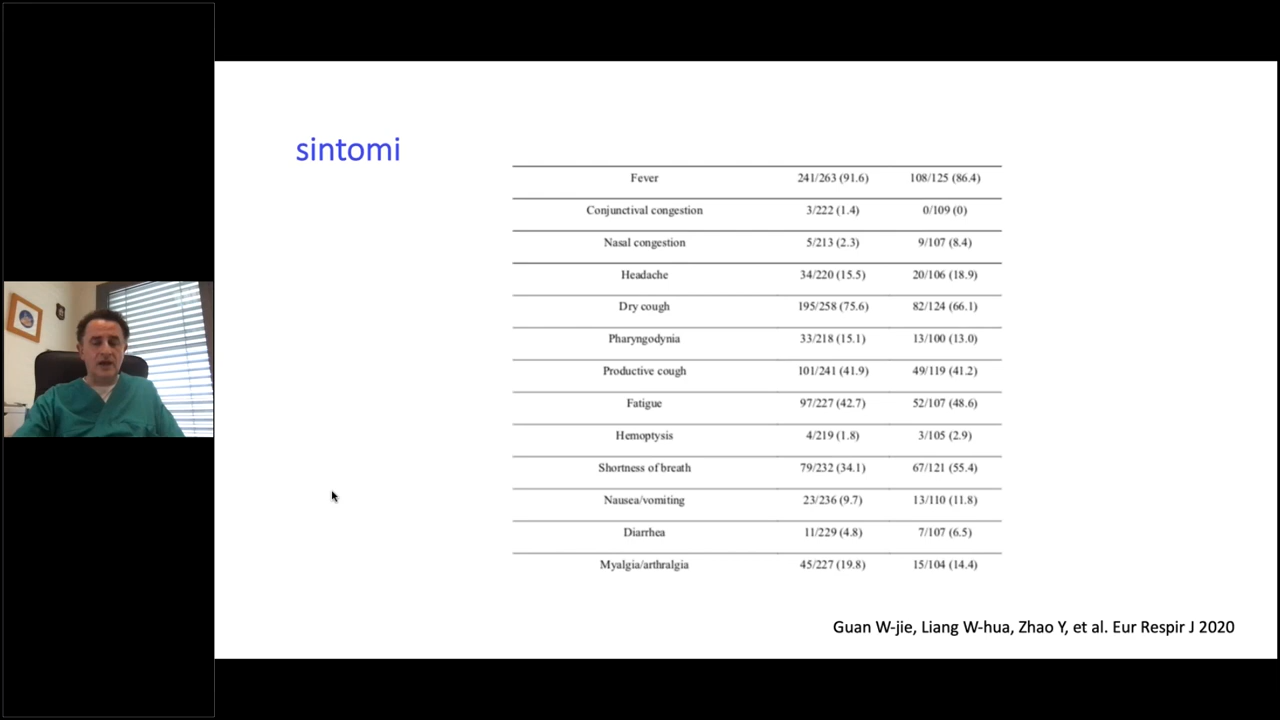 sintomi
Fever 241/263 (91.6) 108/125 (86.4)
Conjunctival congestion 3/222 (1.4) 0/109 (0)
Nasal congestion 5/213 (2.3) 9/107 (8.4)
Headache 34/220 (15.5) 20/106 (18.9)
Dry cough 195/258 (75.6) 82/124 (66.1)
Pharyngodynia 33/218 (15.1) 13/100 (13.0)
Productive cough 101/241 (41.9) 49/119 (41.2)
Fatigue 97/227 (42.7) 52/107 (48.6)
Hemoptysis 4/219 (1.8) 3/105 (2.9)
Shortness of breath 79/232 (34.1) 67/121 (55.4)
Nausea/vomiting 23/236 (9.7) 13/110 (11.8)
Diarrhea 11/229 (4.8) 7/107 (6.5)
Myalgia/arthralgia 45/227 (19.8) 15/104 (14.4)
Guan W-jie, Liang W-hua, Zhao Y, et al. Eur Respir J 2020